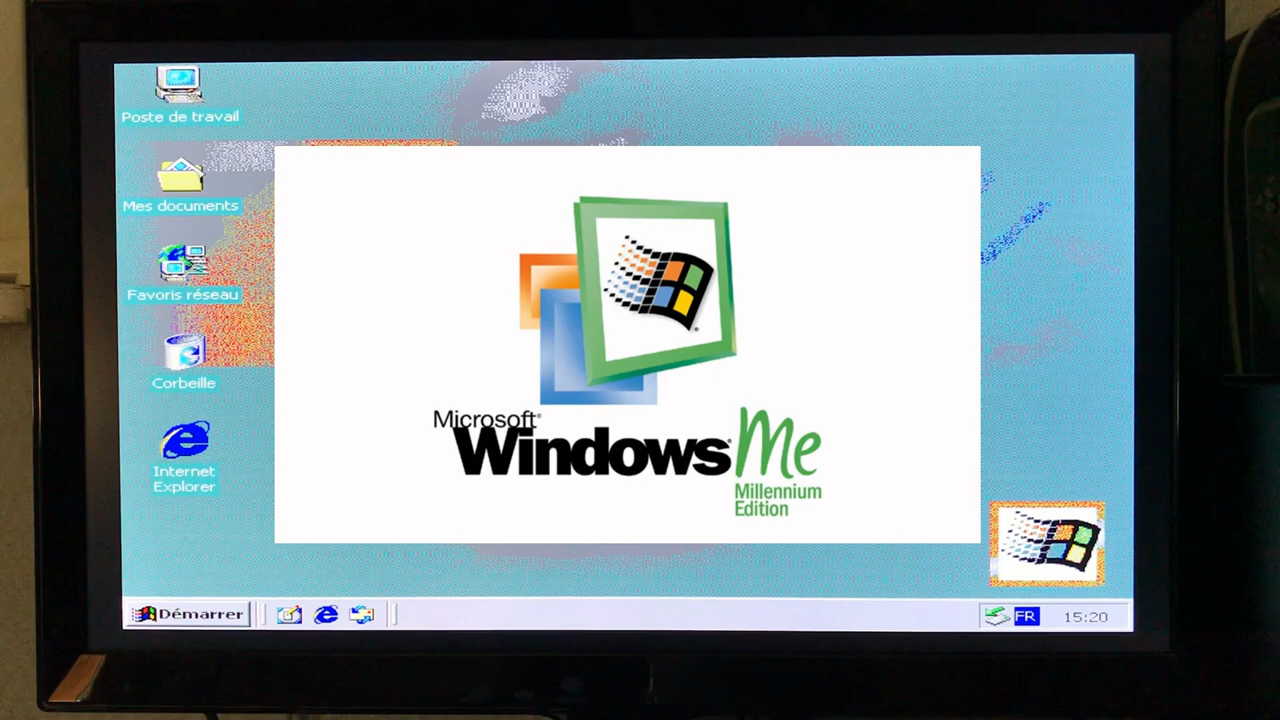 Poste de travail
Mes documents
Favoris réseau
Corbeille
Internet
Explorer
Microsoft®
Windows® Me
Millennium
Edition
Démarrer
FR
15:20